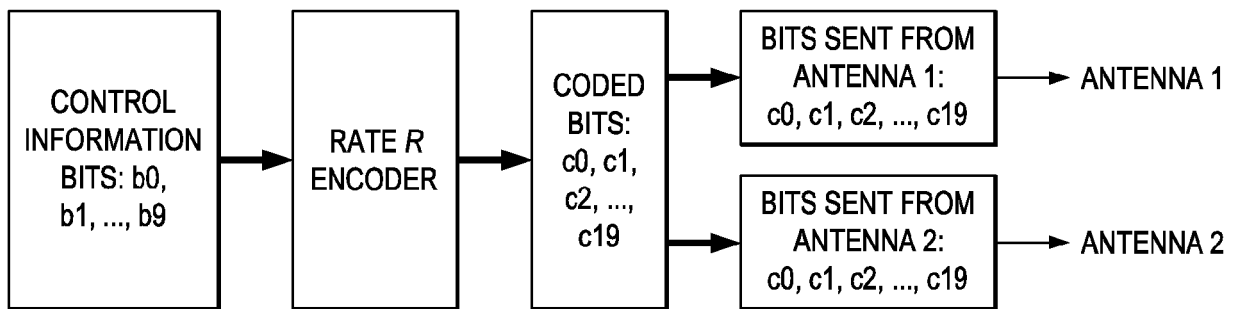 CONTROL
INFORMATION
BITS: b0,
b1, ..., b9
RATE R
ENCODER
CODED
BITS:
c0, c1,
c2, ...,
c19
BITS SENT FROM
ANTENNA 1:
c0, c1, c2, ..., c19
ANTENNA 1
BITS SENT FROM
ANTENNA 2:
c0, c1, c2, ..., c19
ANTENNA 2